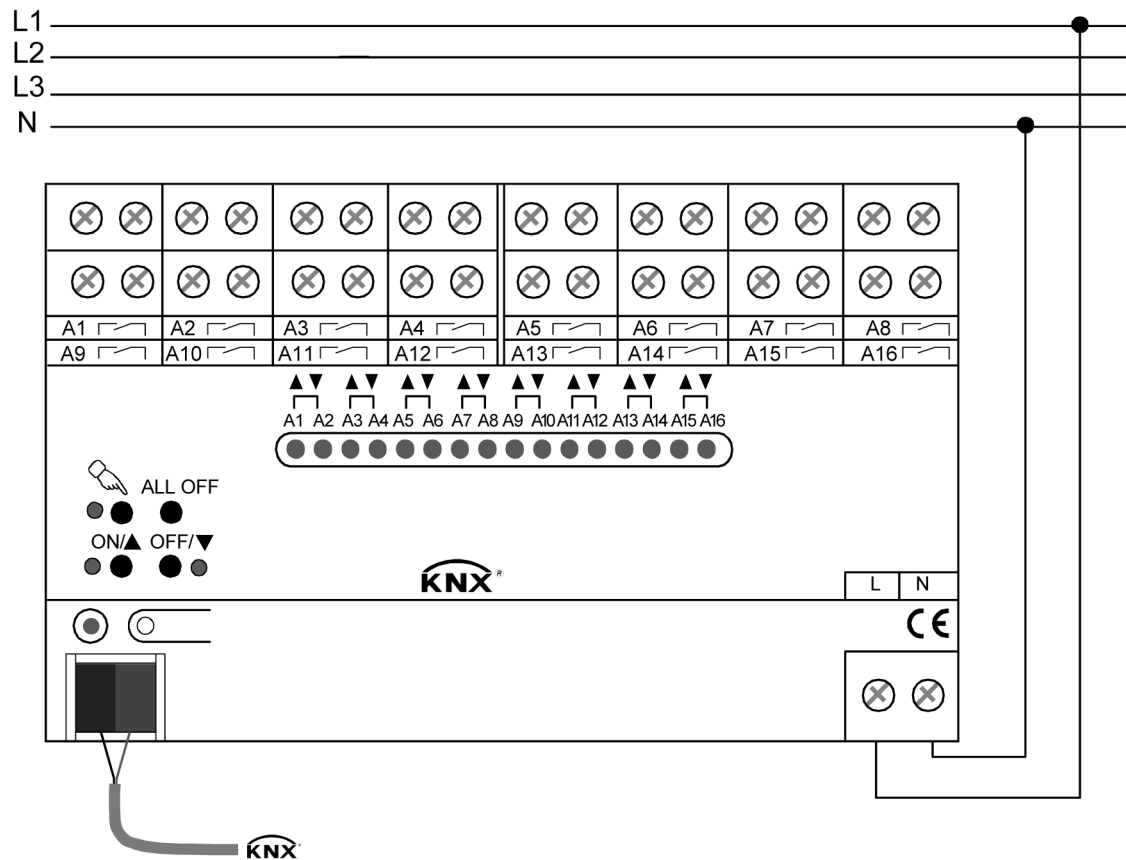 L1
L2
L3
N
A1 A2 A3 A4 A5 A6 A7 A8
A9 A10 A11 A12 A13 A14 A15 A16
▲ ▼ ▲ ▼ ▲ ▼ ▲ ▼ ▲ ▼ ▲ ▼ ▲ ▼ ▲ ▼
A1 A2 A3 A4 A5 A6 A7 A8 A9 A10 A11 A12 A13 A14 A15 A16
ALL OFF
ON/▲ OFF/▼
KNX®
L N
CE
KNX